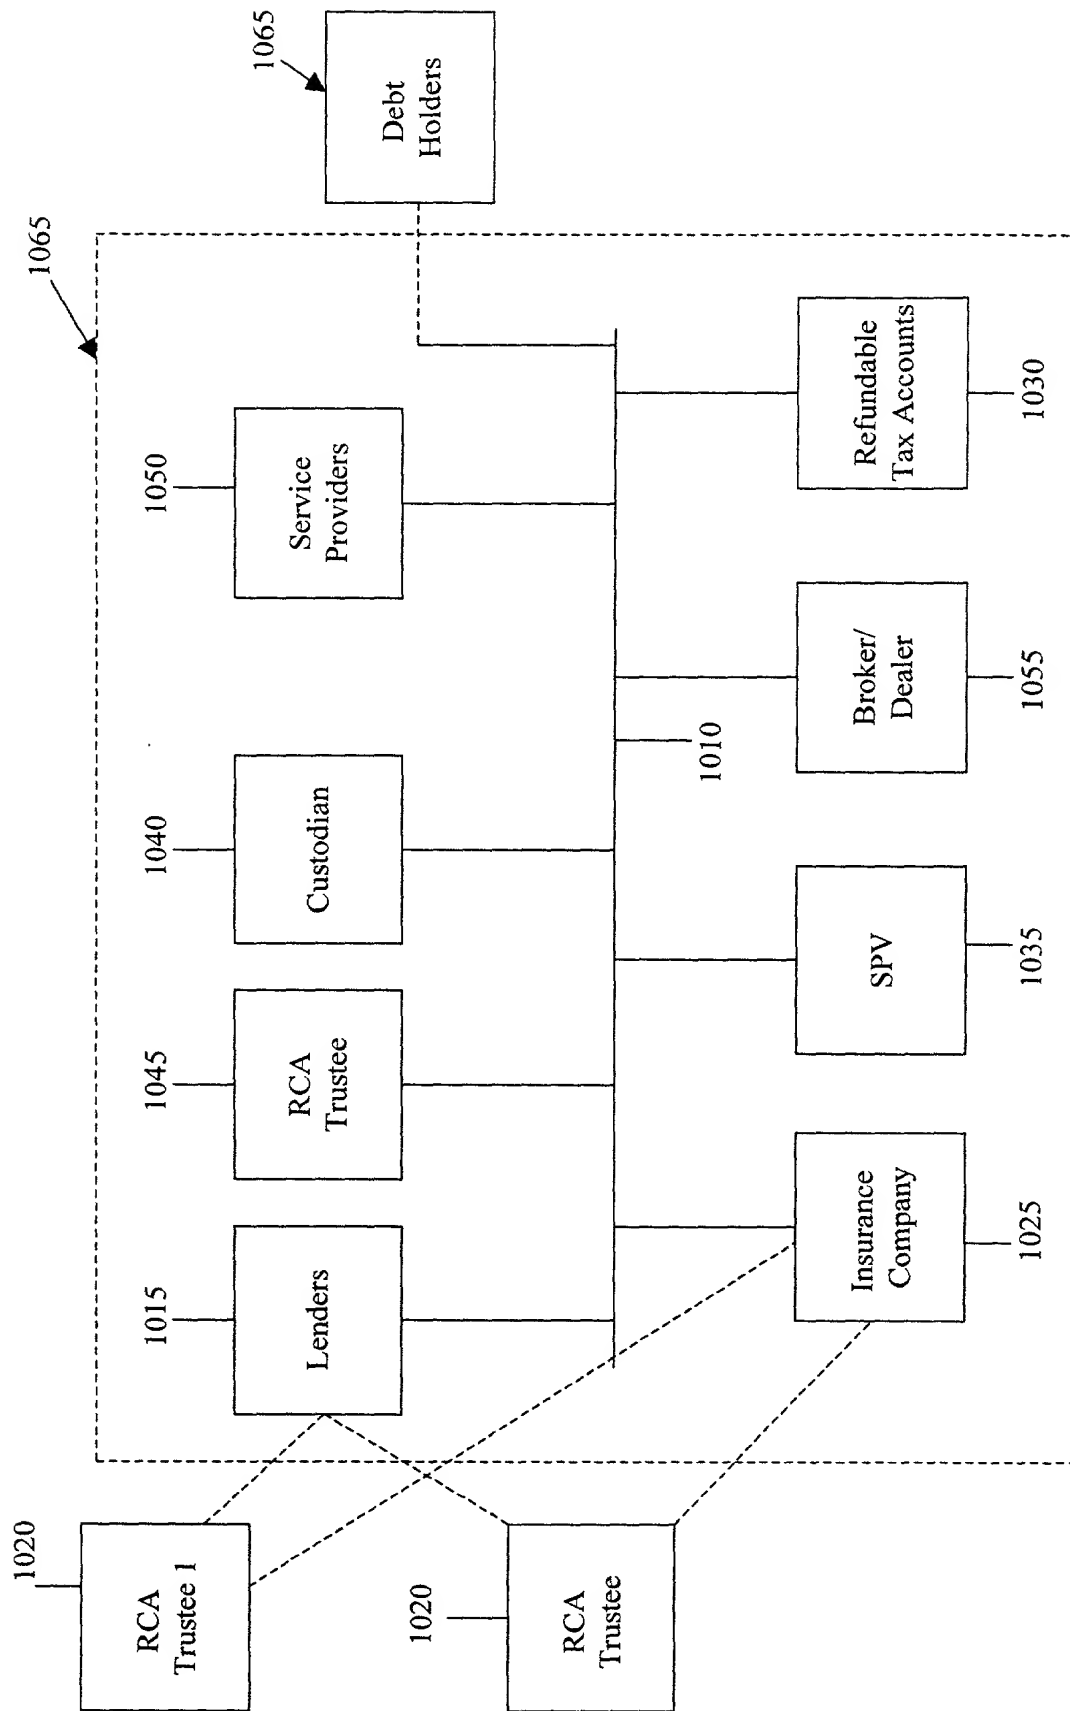 1065
1065
Debt
Holders
1050
Service
Providers
1040
Custodian
1045
RCA
Trustee
1015
Lenders
1010
Refundable
Tax Accounts
1030
Broker/
Dealer
1055
SPV
1035
Insurance
Company
1025
1020
RCA
Trustee 1
1020
RCA
Trustee